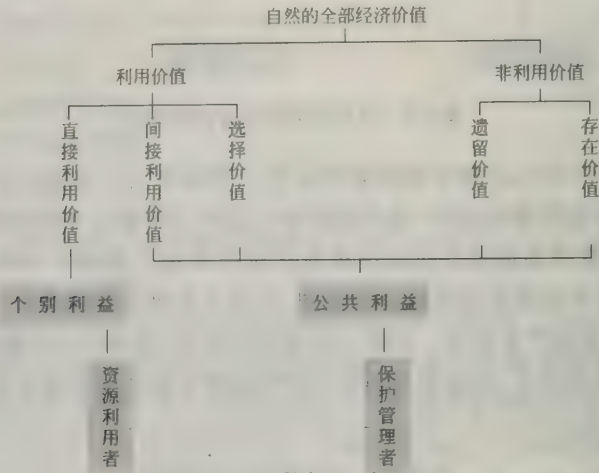 自然的全部经济价值
利用价值
非利用价值
直接利用价值
间接利用价值
选择价值
遗留价值
存在价值
个别利益
公共利益
资源利用者
保护管理者